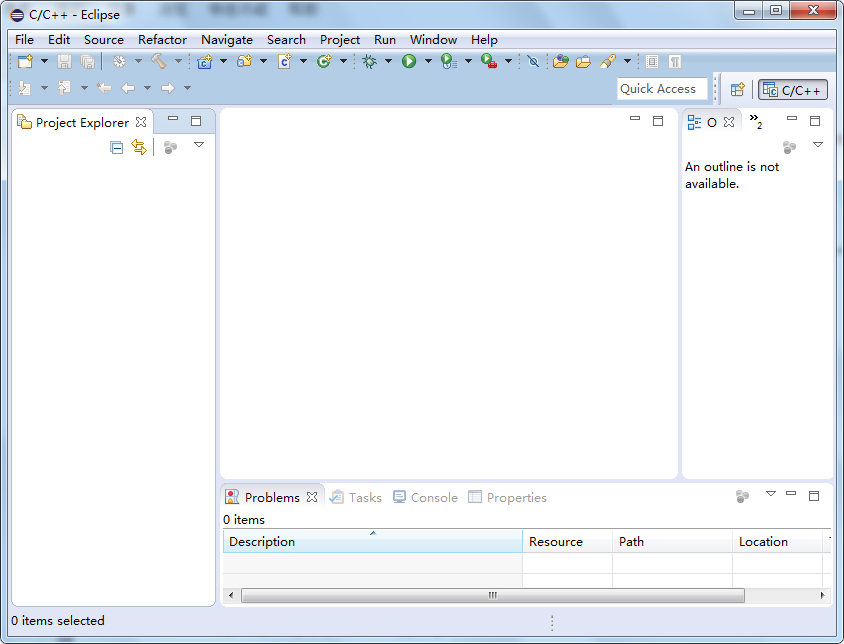 C/C++ - Eclipse
File Edit Source Refactor Navigate Search Project Run Window Help
Quick Access
C/C++
Project Explorer
O
2
An outline is not
available.
Problems Tasks Console Properties
0 items
Description Resource Path Location
0 items selected